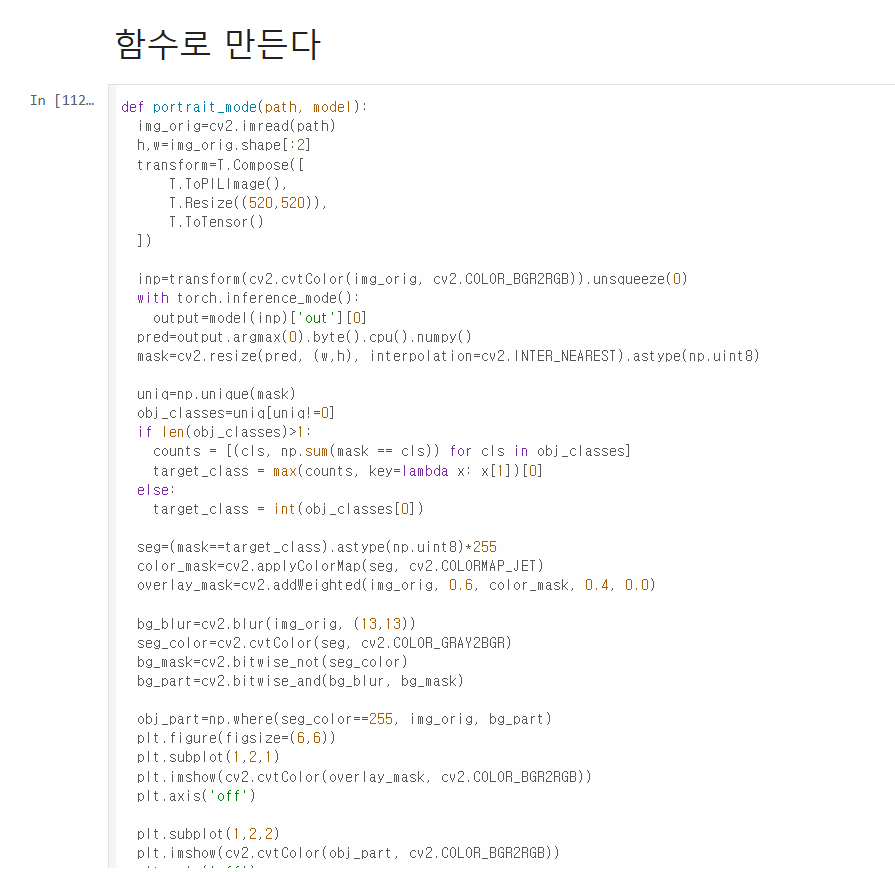 함수로 만든다
In [112…
def portrait_mode(path, model):
img_orig=cv2.imread(path)
h,w=img_orig.shape[:2]
transform=T.Compose([
T.ToPILImage(),
T.Resize((520,520)),
T.ToTensor()
])
inp=transform(cv2.cvtColor(img_orig, cv2.COLOR_BGR2RGB)).unsqueeze(0)
with torch.inference_mode():
output=model(inp)['out'][0]
pred=output.argmax(0).byte().cpu().numpy()
mask=cv2.resize(pred, (w,h), interpolation=cv2.INTER_NEAREST).astype(np.uint8)
uniq=np.unique(mask)
obj_classes=uniq[uniq!=0]
if len(obj_classes)>1:
counts = [(cls, np.sum(mask == cls)) for cls in obj_classes]
target_class = max(counts, key=lambda x: x[1])[0]
else:
target_class = int(obj_classes[0])
seg=(mask==target_class).astype(np.uint8)*255
color_mask=cv2.applyColorMap(seg, cv2.COLORMAP_JET)
overlay_mask=cv2.addWeighted(img_orig, 0.6, color_mask, 0.4, 0.0)
bg_blur=cv2.blur(img_orig, (13,13))
seg_color=cv2.cvtColor(seg, cv2.COLOR_GRAY2BGR)
bg_mask=cv2.bitwise_not(seg_color)
bg_part=cv2.bitwise_and(bg_blur, bg_mask)
obj_part=np.where(seg_color==255, img_orig, bg_part)
plt.figure(figsize=(6,6))
plt.subplot(1,2,1)
plt.imshow(cv2.cvtColor(overlay_mask, cv2.COLOR_BGR2RGB))
plt.axis('off')
plt.subplot(1,2,2)
plt.imshow(cv2.cvtColor(obj_part, cv2.COLOR_BGR2RGB))